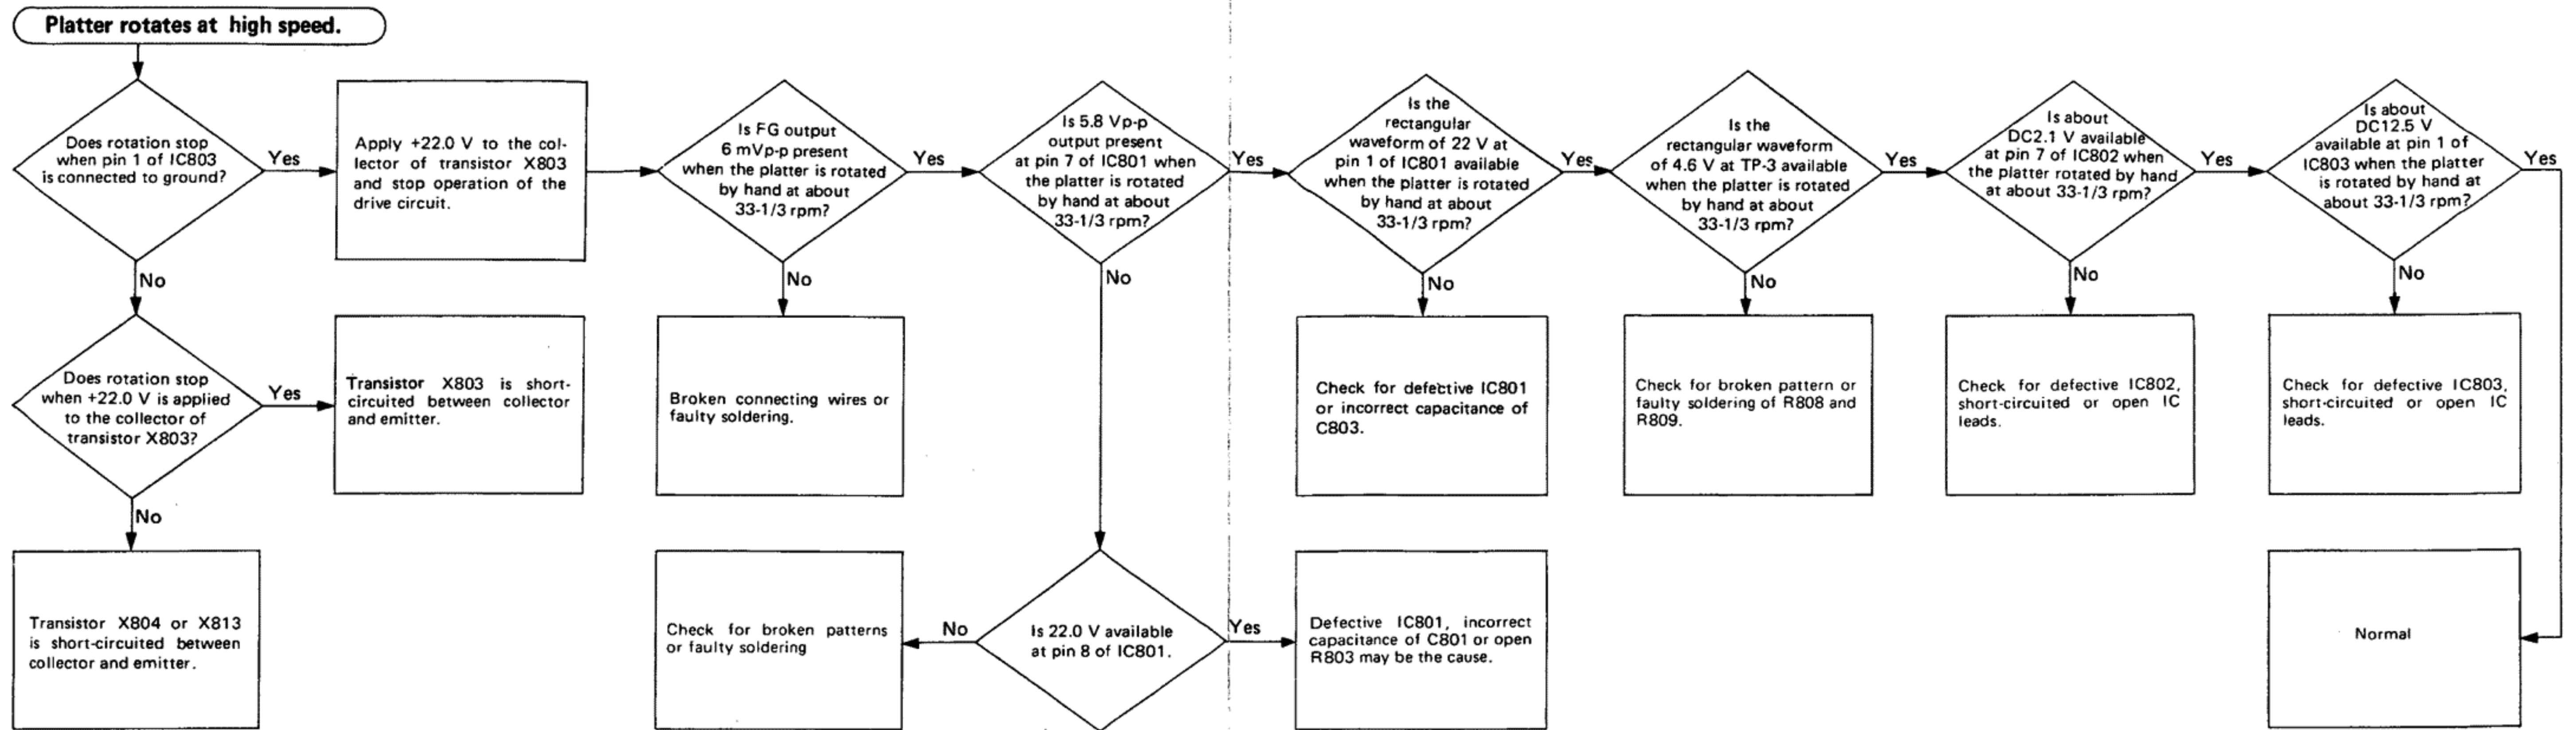 Platter rotates at high speed.
Does rotation stop
when pin 1 of IC803
is connected to ground?
Yes
No
Apply +22.0 V to the col-
lector of transistor X803
and stop operation of the
drive circuit.
Is FG output
6 mVp-p present
when the platter is rotated
by hand at about
33-1/3 rpm?
Yes
No
Is 5.8 Vp-p
output present
at pin 7 of IC801 when
the platter is rotated
by hand at about
33-1/3 rpm?
Yes
No
Is the
rectangular
waveform of 22 V at
pin 1 of IC801 available
when the platter is rotated
by hand at about
33-1/3 rpm?
Yes
No
Is the
rectangular waveform
of 4.6 V at TP-3 available
when the platter is rotated
by hand at about
33-1/3 rpm?
Yes
No
Is about
DC2.1 V available
at pin 7 of IC802 when
the platter rotated by hand
at about 33-1/3 rpm?
Yes
No
Is about
DC12.5 V
available at pin 1 of
IC803 when the platter
is rotated by hand at
about 33-1/3 rpm?
Yes
No
Does rotation stop
when +22.0 V is applied
to the collector of
transistor X803?
Yes
No
Transistor X803 is short-
circuited between collector
and emitter.
Broken connecting wires or
faulty soldering.
Check for defective IC801
or incorrect capacitance of
C803.
Check for broken pattern or
faulty soldering of R808 and
R809.
Check for defective IC802,
short-circuited or open IC
leads.
Check for defective IC803,
short-circuited or open IC
leads.
Transistor X804 or X813
is short-circuited between
collector and emitter.
Check for broken patterns
or faulty soldering
No
Is 22.0 V available
at pin 8 of IC801.
Yes
Defective IC801, incorrect
capacitance of C801 or open
R803 may be the cause.
Normal